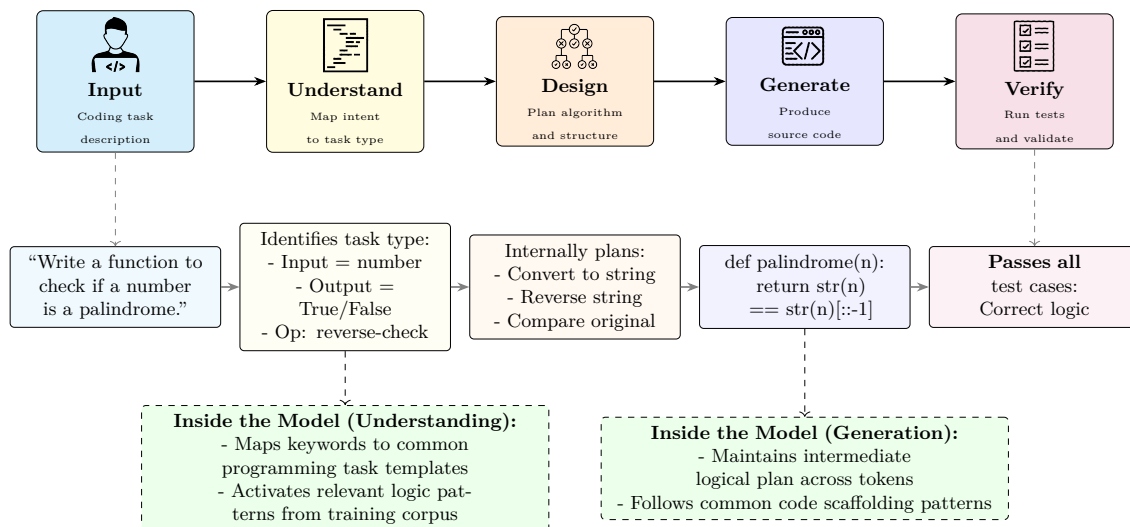 Input
Coding task
description
Understand
Map intent
to task type
Design
Plan algorithm
and structure
Generate
Produce
source code
Verify
Run tests
and validate
“Write a function to
check if a number
is a palindrome.”
Identifies task type:
- Input = number
- Output =
True/False
- Op: reverse-check
Internally plans:
- Convert to string
- Reverse string
- Compare original
def palindrome(n):
return str(n)
== str(n)[::-1]
Passes all
test cases:
Correct logic
Inside the Model (Understanding):
- Maps keywords to common
programming task templates
- Activates relevant logic pat-
terns from training corpus
Inside the Model (Generation):
- Maintains intermediate
logical plan across tokens
- Follows common code scaffolding patterns